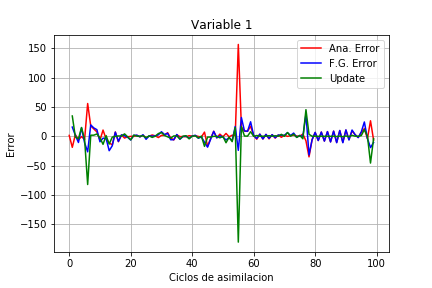 Variable 1
Ana. Error
F.G. Error
Update
Error
150
100
50
0
−50
−100
−150
0 20 40 60 80 100
Ciclos de asimilacion